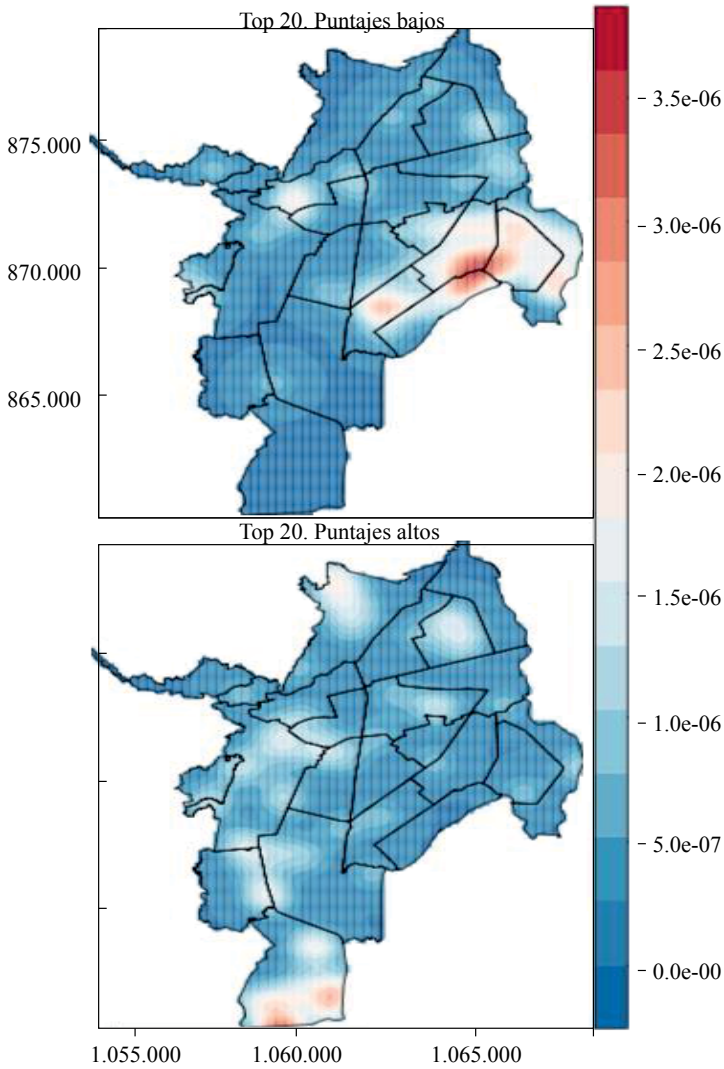 Top 20. Puntajes bajos
875.000
870.000
865.000
Top 20. Puntajes altos
1.055.000
1.060.000
1.065.000
3.5e-06
3.0e-06
2.5e-06
2.0e-06
1.5e-06
1.0e-06
5.0e-07
0.0e-00